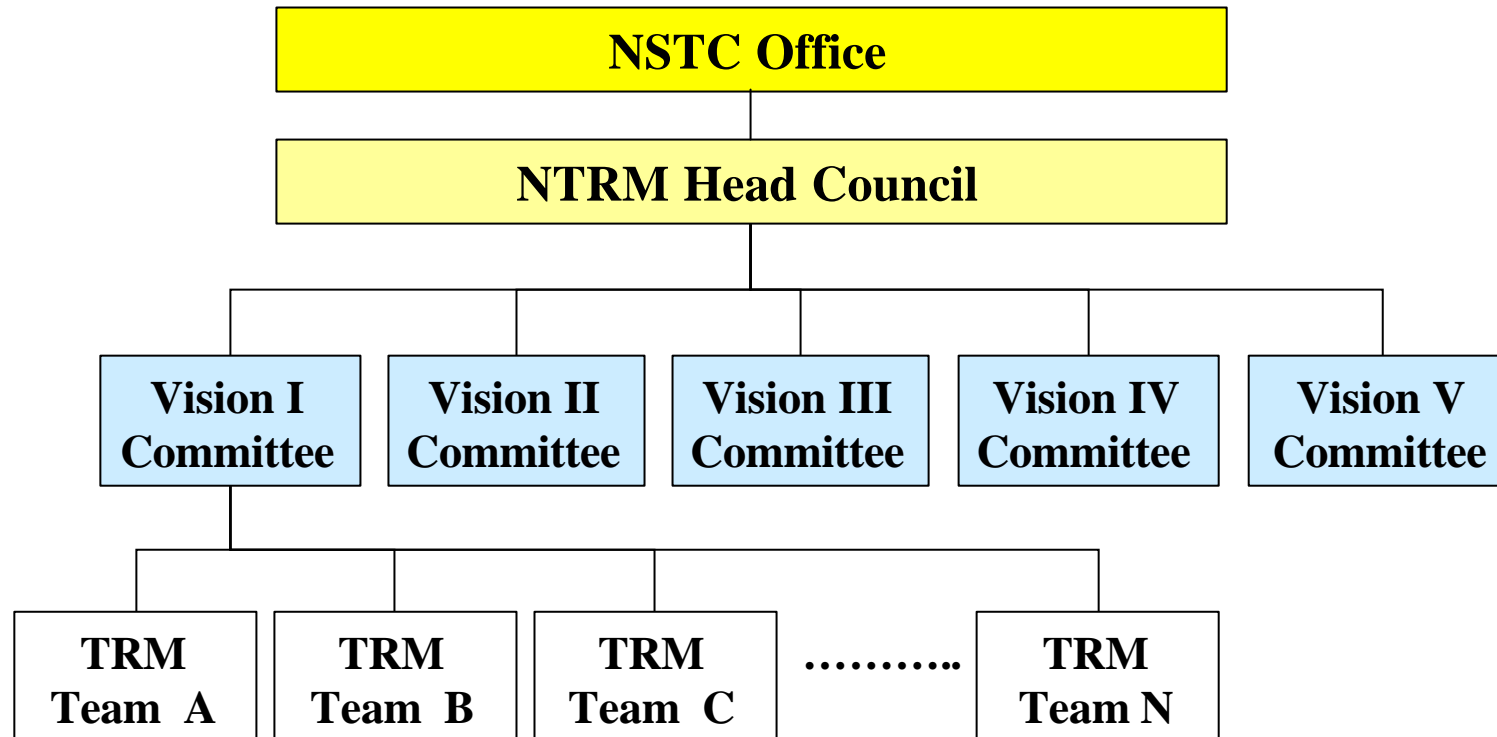 NSTC Office
NTRM Head Council
Vision I
Committee
Vision II
Committee
Vision III
Committee
Vision IV
Committee
Vision V
Committee
TRM
Team A
TRM
Team B
TRM
Team C
………..
TRM
Team N